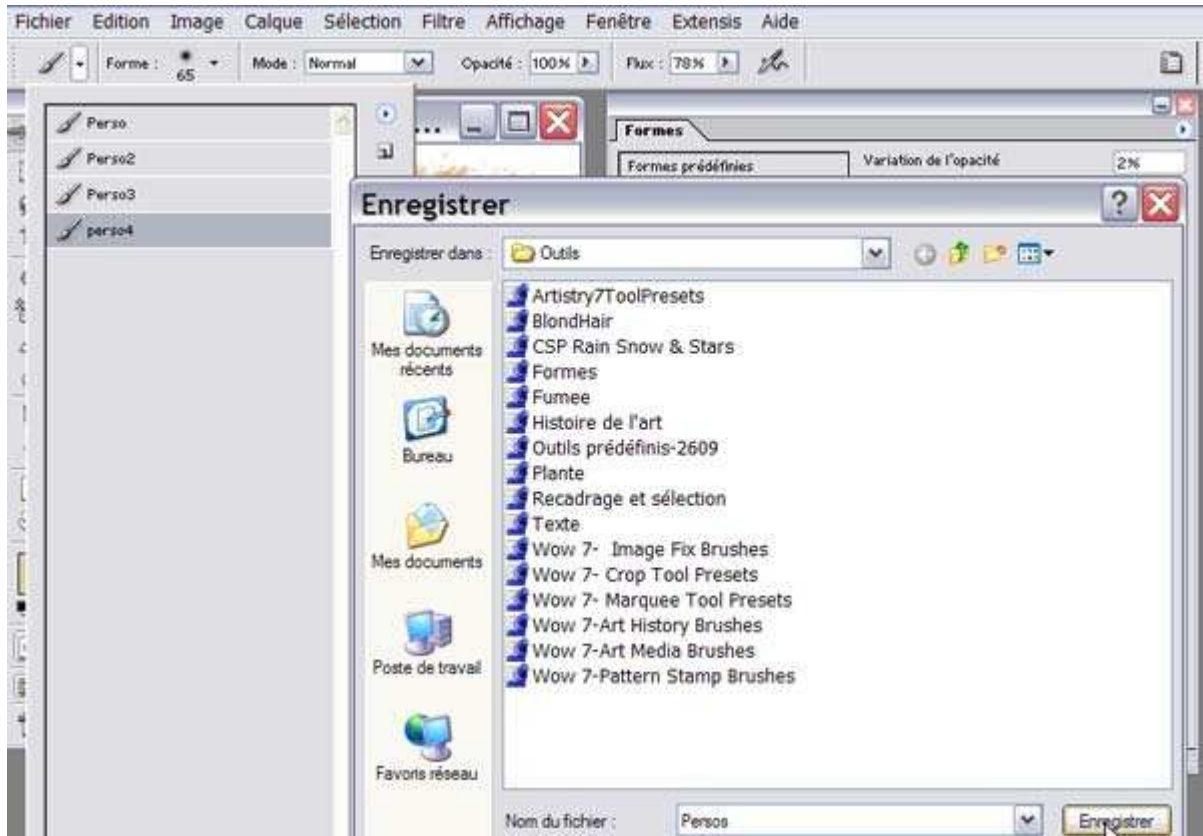 Fichier Edition Image Calque Sélection Filtre Affichage Fenêtre Extensis Aide
Forme : 65 Mode : Normal Opacité : 100% Flux : 78%
Perso
Perso2
Perso3
perso4
...
Formes
Formes prédéfinies Variation de l'opacité 2%
Enregistrer
Enregistrer dans : Outils
Artistry7ToolPresets
BlondHair
CSP Rain Snow & Stars
Formes
Fumee
Histoire de l'art
Outils prédéfinis-2609
Plante
Recadrage et sélection
Texte
Wow 7- Image Fix Brushes
Wow 7- Crop Tool Presets
Wow 7- Marquee Tool Presets
Wow 7-Art History Brushes
Wow 7-Art Media Brushes
Wow 7-Pattern Stamp Brushes
Mes documents
récents
Bureau
Mes documents
Poste de travail
Favoris réseau
Nom du fichier : Persos Enregistrer